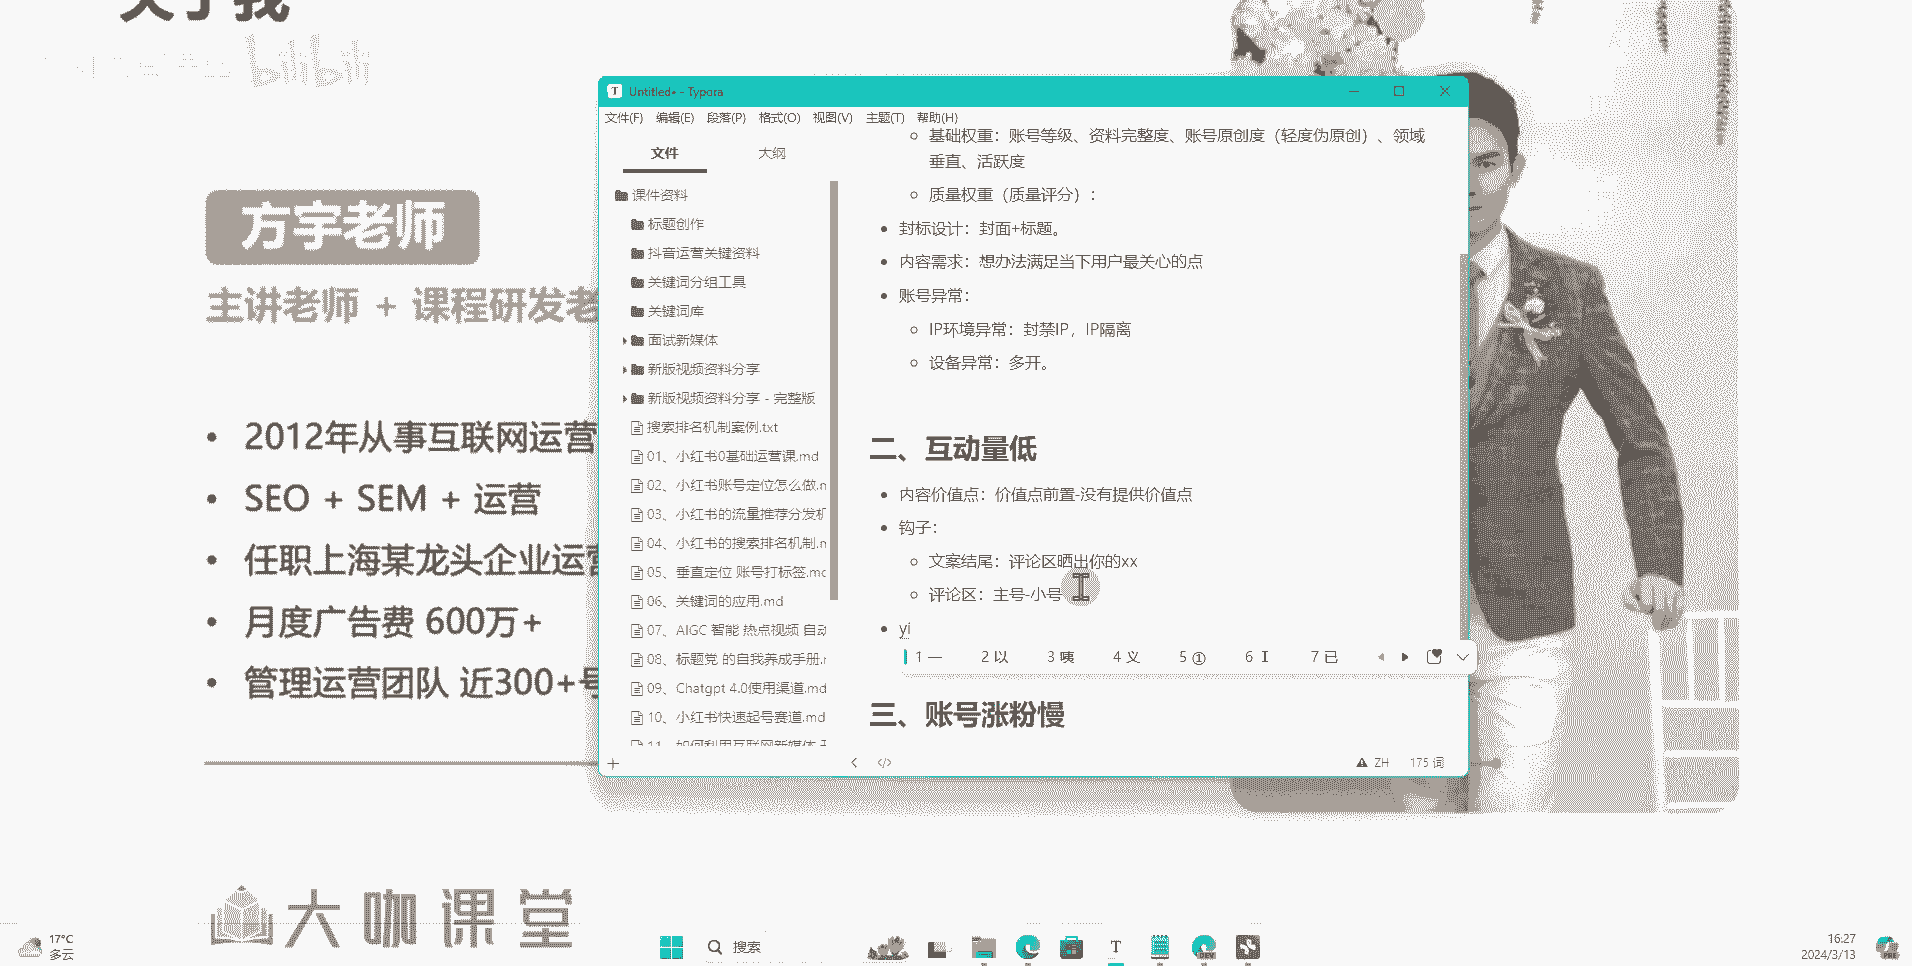 关于我
bilibili
方宇老师
主讲老师 + 课程研发老
2012年从事互联网运营
SEO + SEM + 运营
任职上海某龙头企业运营
月度广告费 600万+
管理运营团队 近300+号
大咖课堂
Untitled• - Typora
文件(F) 编辑(E) 段落(P) 格式(O) 视图(V) 主题(T) 帮助(H)
文件 大纲
课件资料
标题创作
抖音运营关键资料
关键词分组工具
关键词库
面试新媒体
新版视频资料分享
新版视频资料分享 - 完整版
搜索排名机制案例.txt
01、小红书0基础运营课.md
02、小红书账号定位怎么做.m
03、小红书的流量推荐分发机
04、小红书的搜索排名机制.m
05、垂直定位 账号打标签.md
06、关键词的应用.md
07、AIGC 智能 热点视频 自动
08、标题党 的自我养成手册.m
09、Chatgpt 4.0使用渠道.md
10、小红书快速起号赛道.md
11、如何利用互联网新媒体
基础权重：账号等级、资料完整度、账号原创度（轻度伪原创）、领域
垂直、活跃度
质量权重（质量评分）：
封标设计：封面+标题。
内容需求：想办法满足当下用户最关心的点
账号异常：
IP环境异常：封禁IP，IP隔离
设备异常：多开。
二、互动量低
内容价值点：价值点前置-没有提供价值点
钩子：
文案结尾：评论区晒出你的xx
评论区：主号-小号
yi
1 一 2 以 3 咦 4 义 5 ① 6 I 7 已
三、账号涨粉慢
ZH 175 词
17°C
多云
搜索
T
DEV
16:27
2024/3/13
PRE